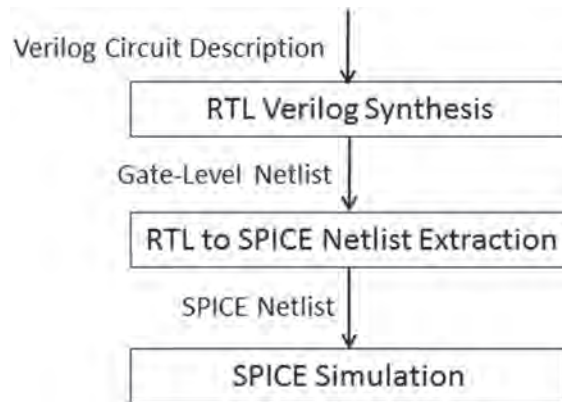 Verilog Circuit Description
RTL Verilog Synthesis
Gate-Level Netlist
RTL to SPICE Netlist Extraction
SPICE Netlist
SPICE Simulation